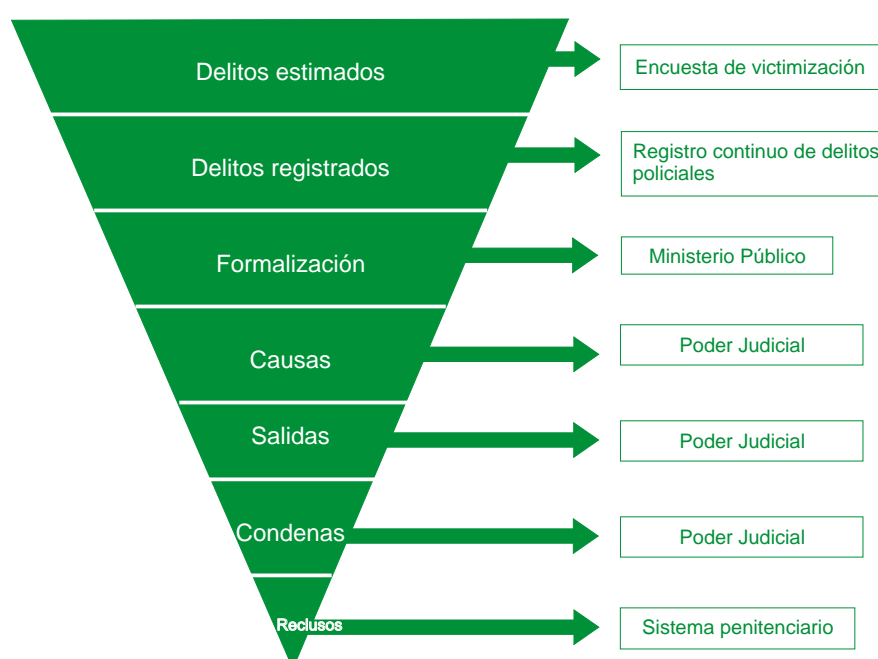 Delitos estimados
Encuesta de victimización
Delitos registrados
Registro continuo de delitos
policiales
Formalización
Ministerio Público
Causas
Poder Judicial
Salidas
Poder Judicial
Condenas
Poder Judicial
Reclusos
Sistema penitenciario